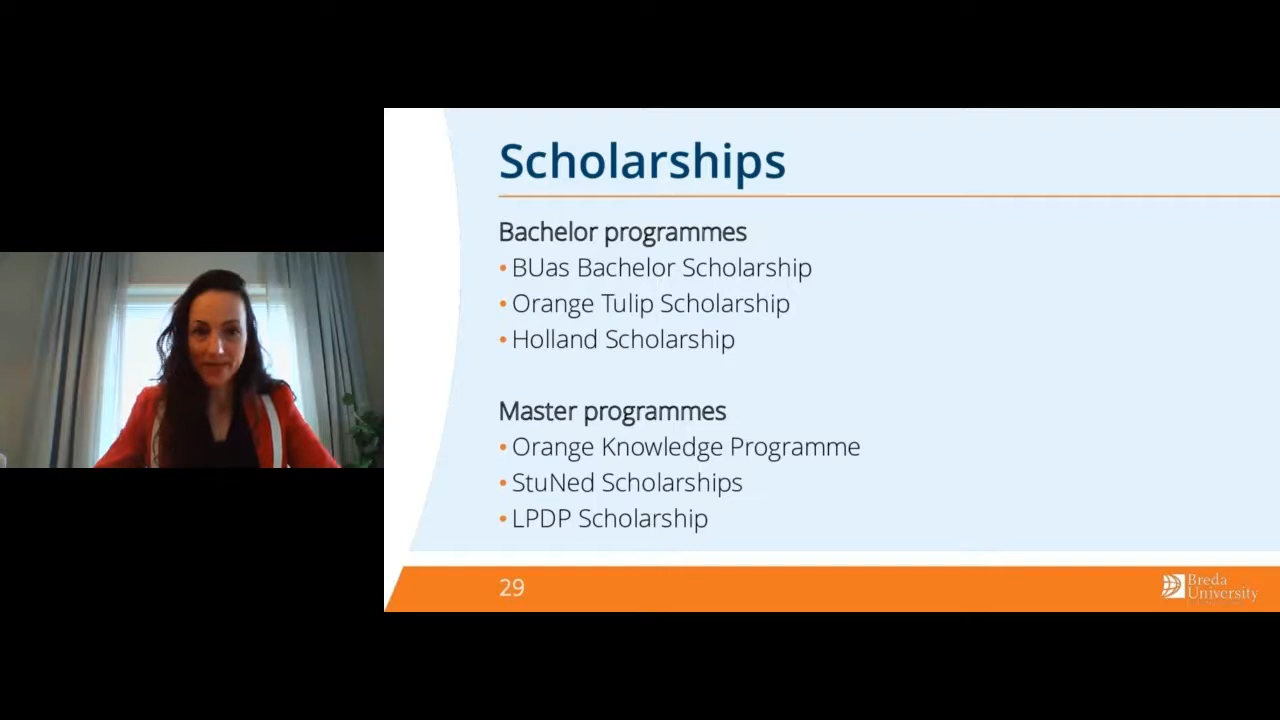 Scholarships
Bachelor programmes
• BUas Bachelor Scholarship
• Orange Tulip Scholarship
• Holland Scholarship
Master programmes
• Orange Knowledge Programme
• StuNed Scholarships
• LPDP Scholarship
29
Breda
University